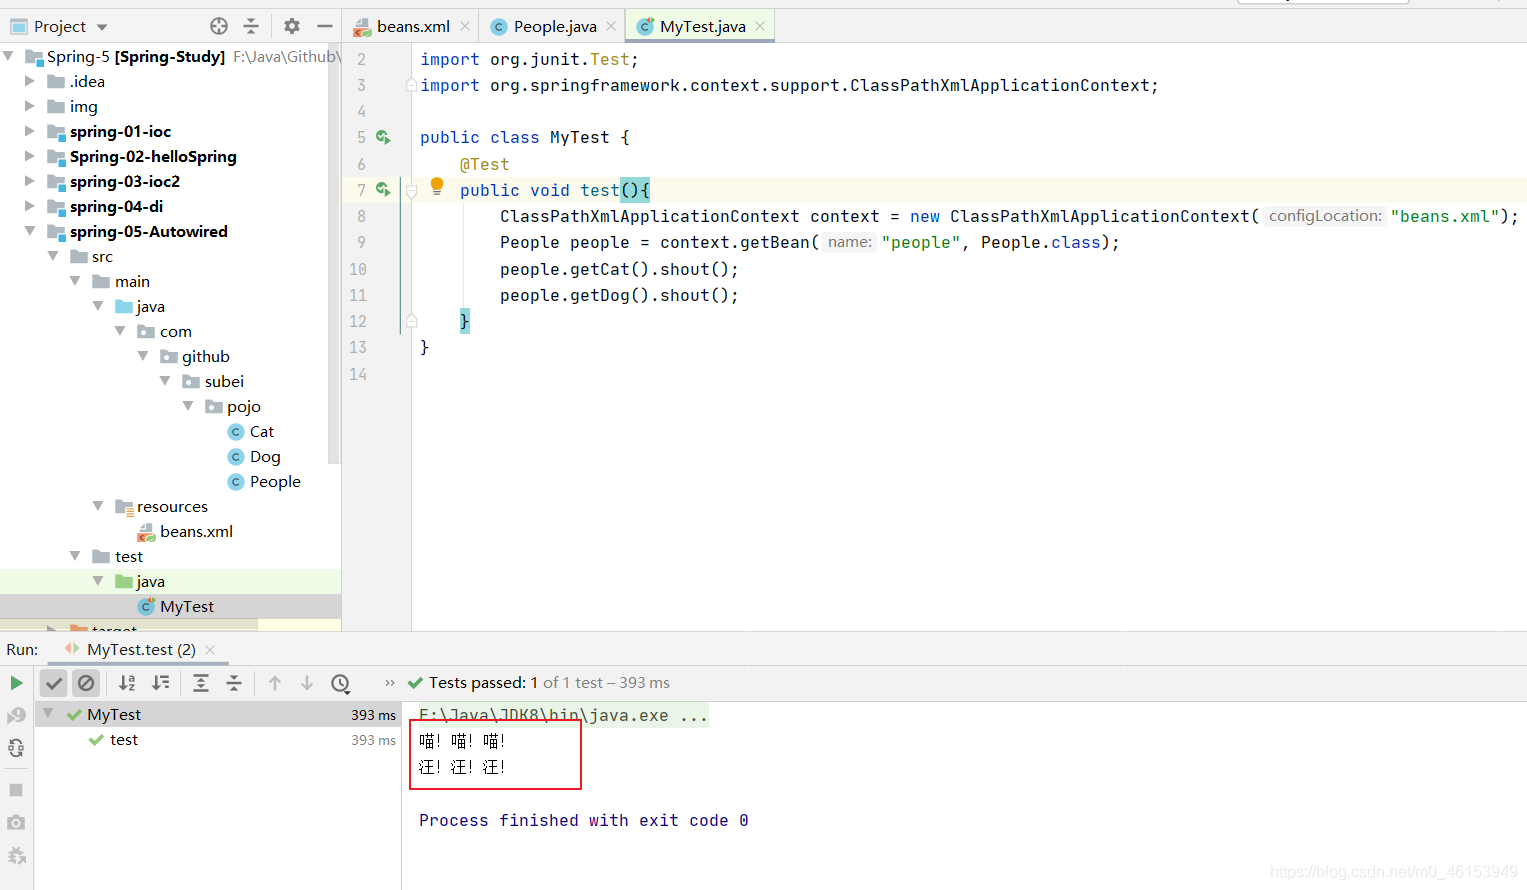 Project
beans.xml
People.java
MyTest.java
Spring-5 [Spring-Study] F:\Java\Github\
.idea
img
spring-01-ioc
Spring-02-helloSpring
spring-03-ioc2
spring-04-di
spring-05-Autowired
src
main
java
com
github
subei
pojo
Cat
Dog
People
resources
beans.xml
test
java
MyTest
target
2 import org.junit.Test;
3 import org.springframework.context.support.ClassPathXmlApplicationContext;
4
5 public class MyTest {
6 @Test
7 public void test(){
8 ClassPathXmlApplicationContext context = new ClassPathXmlApplicationContext( configLocation: "beans.xml");
9 People people = context.getBean( name: "people", People.class);
10 people.getCat().shout();
11 people.getDog().shout();
12 }
13 }
14
Run: MyTest.test (2)
Tests passed: 1 of 1 test – 393 ms
MyTest 393 ms
test 393 ms
F:\Java\JDK8\bin\java.exe ...
喵! 喵! 喵!
汪! 汪! 汪!
Process finished with exit code 0
https://blog.csdn.net/m0_46153949